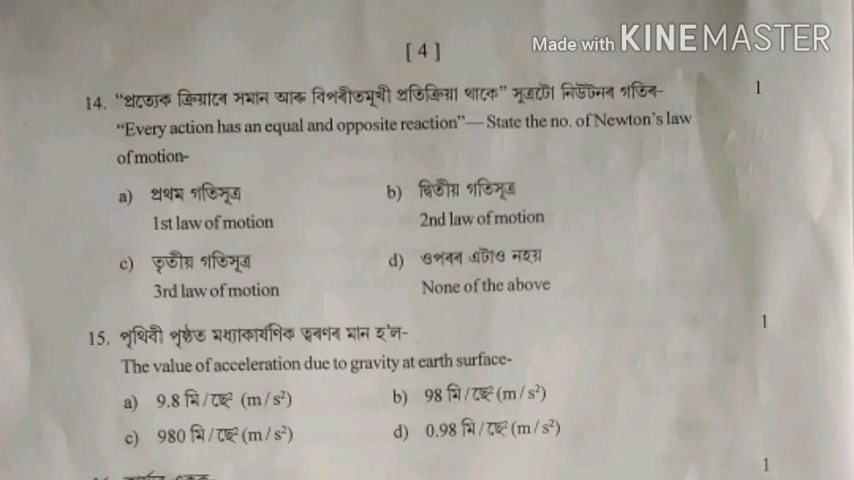 Made with KINEMASTER
[ 4 ]
14. “প্ৰত্যেক ক্ৰিয়াৰে সমান আৰু বিপৰীতমূখী প্ৰতিক্ৰিয়া থাকে” সূত্ৰটো নিউটনৰ গতিৰ- 1
“Every action has an equal and opposite reaction”— State the no. of Newton’s law
of motion-
a) প্ৰথম গতিসূত্ৰ b) দ্বিতীয় গতিসূত্ৰ
1st law of motion 2nd law of motion
c) তৃতীয় গতিসূত্ৰ d) ওপৰৰ এটাও নহয়
3rd law of motion None of the above
15. পৃথিৱী পৃষ্ঠত মধ্যাকাৰ্যণিক ত্বৰণৰ মান হ’ল- 1
The value of acceleration due to gravity at earth surface-
a) 9.8 মি/ছে² (m/s²) b) 98 মি/ছে² (m/s²)
c) 980 মি/ছে² (m/s²) d) 0.98 মি/ছে² (m/s²)
1